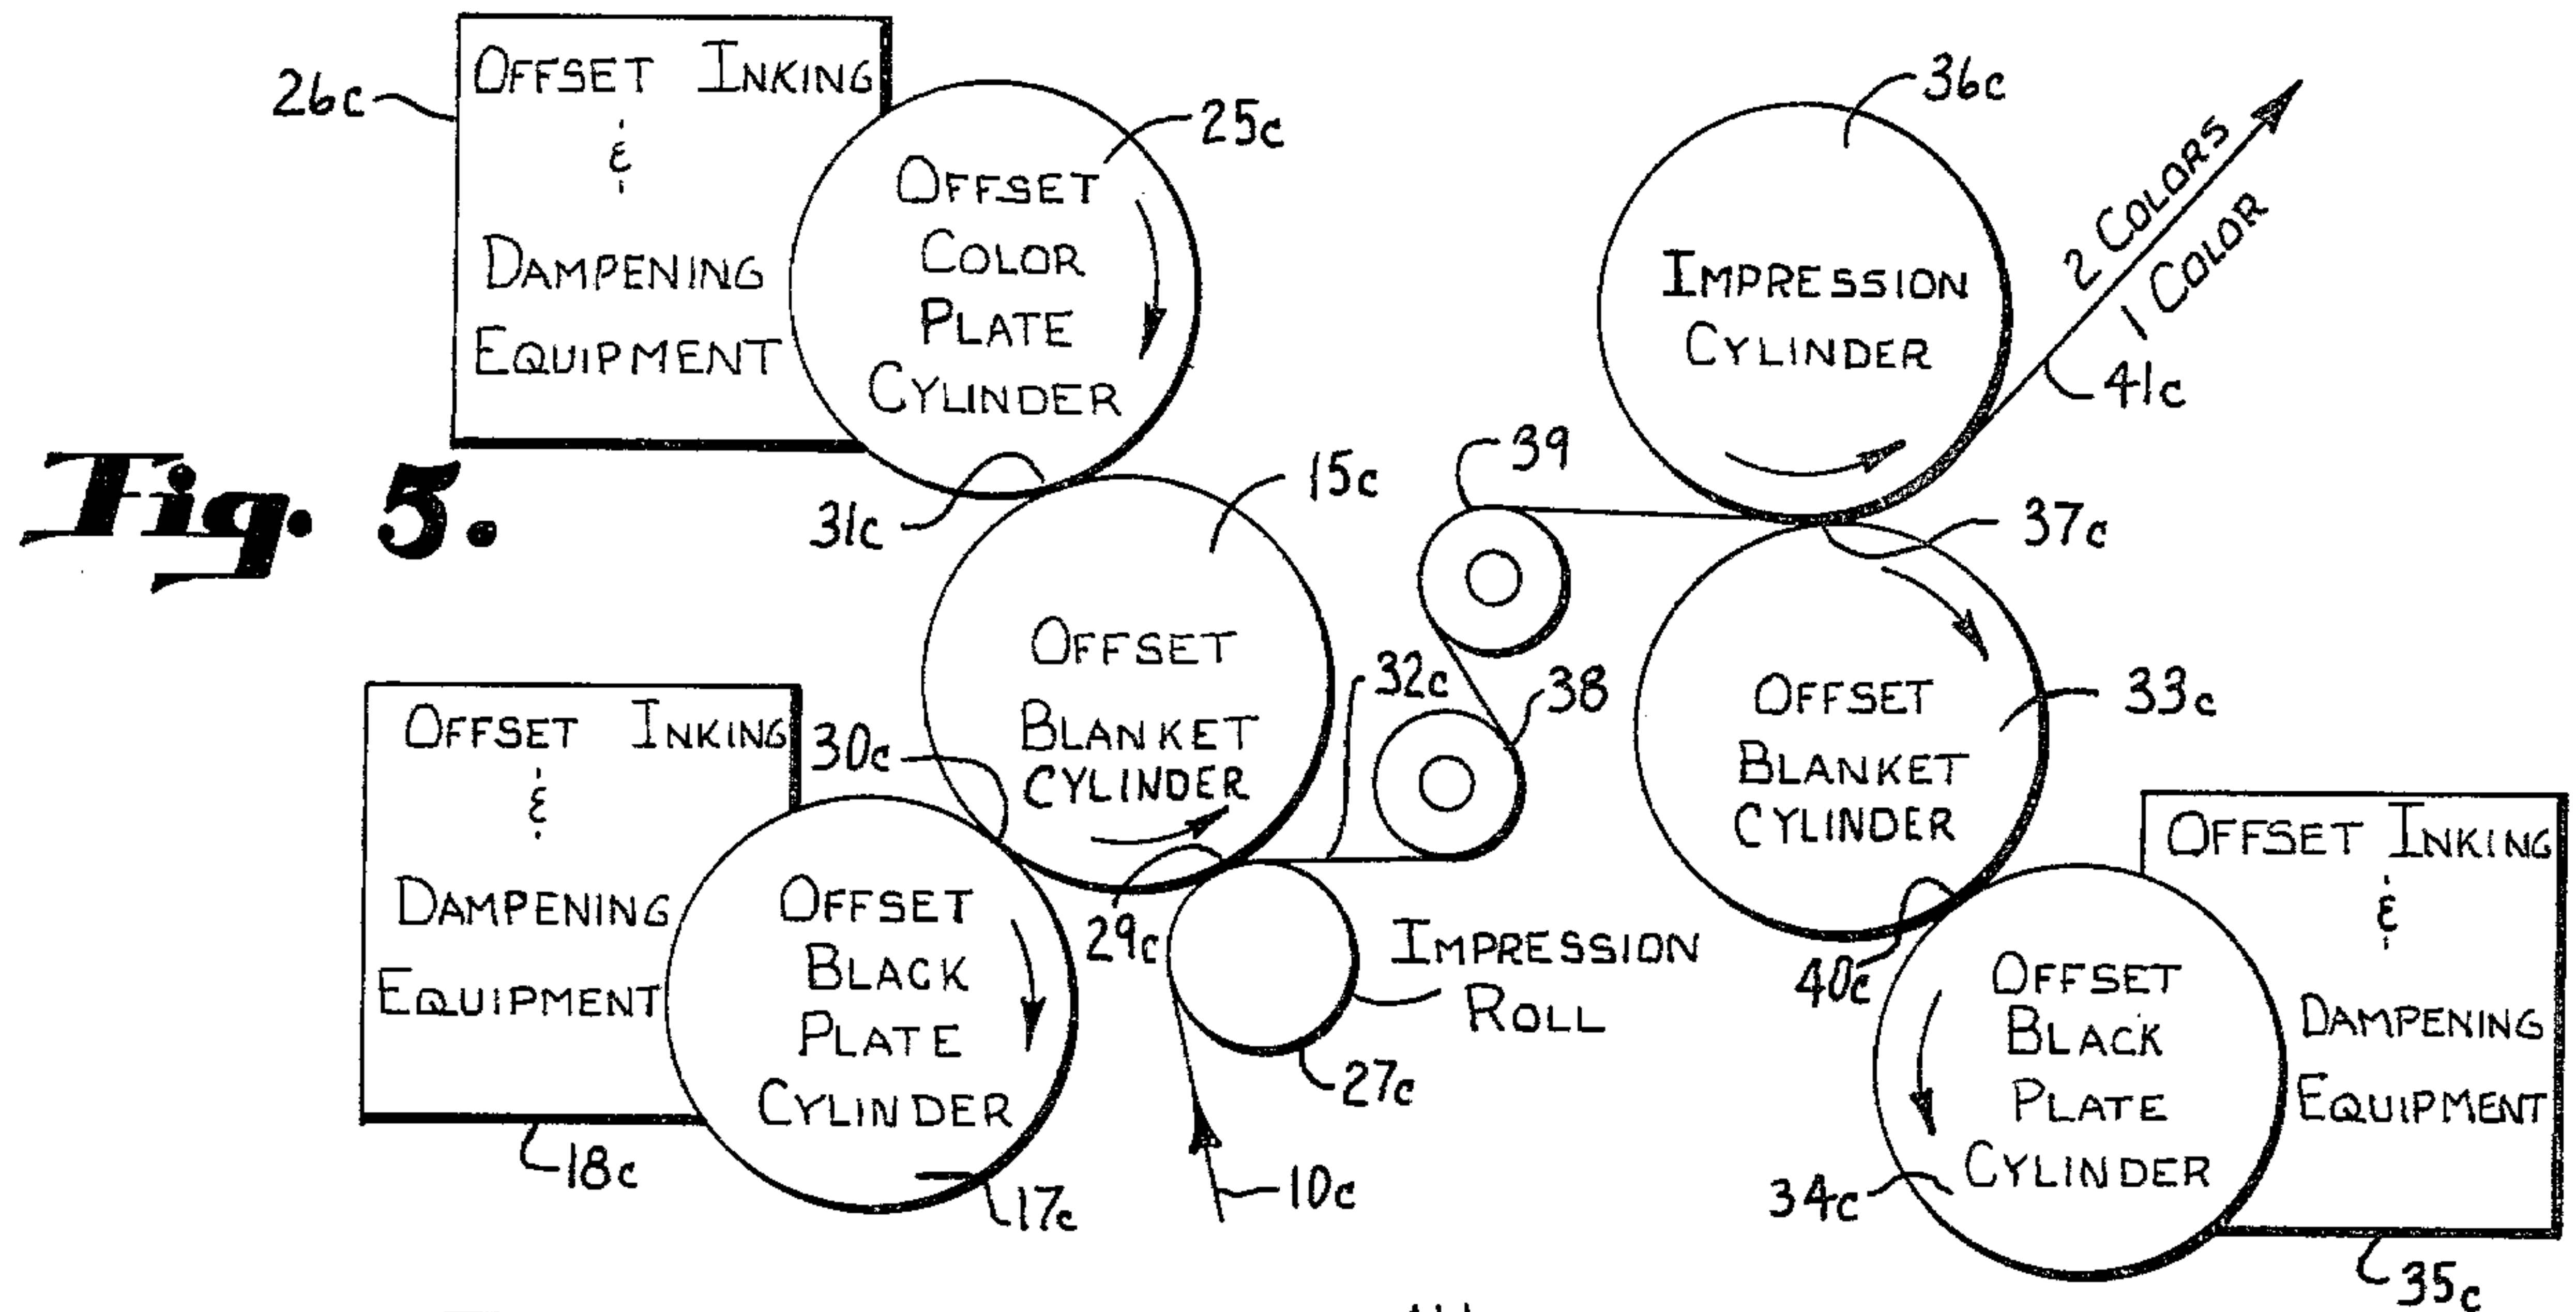 Fig. 5.
26c
OFFSET INKING
&
DAMPENING
EQUIPMENT
OFFSET
COLOR
PLATE
CYLINDER
25c
31c
15c
OFFSET
BLANKET
CYLINDER
30c
29c
OFFSET INKING
&
DAMPENING
EQUIPMENT
18c
OFFSET
BLACK
PLATE
CYLINDER
17c
10c
IMPRESSION
ROLL
27c
32c
38
39
36c
IMPRESSION
CYLINDER
2 COLORS
1 COLOR
41c
37c
OFFSET
BLANKET
CYLINDER
33c
40c
OFFSET
BLACK
PLATE
CYLINDER
34c
OFFSET INKING
&
DAMPENING
EQUIPMENT
35c